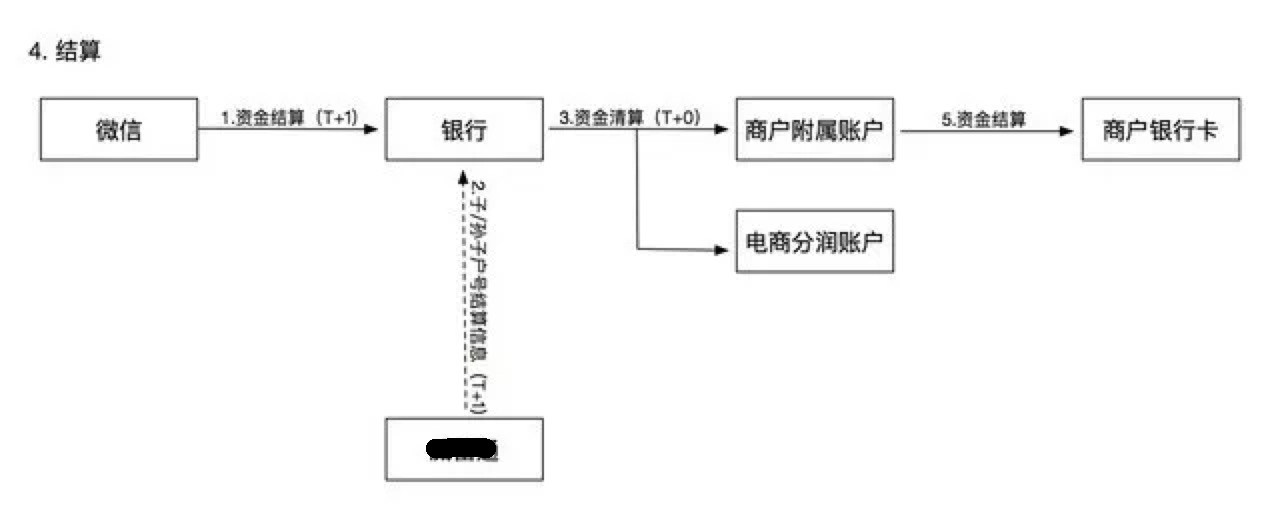 4. 结算
微信
1.资金结算（T+1）
银行
3.资金清算（T+0）
商户附属账户
5.资金结算
商户银行卡
电商分润账户
2.子/孙子户号结算信息（T+1）